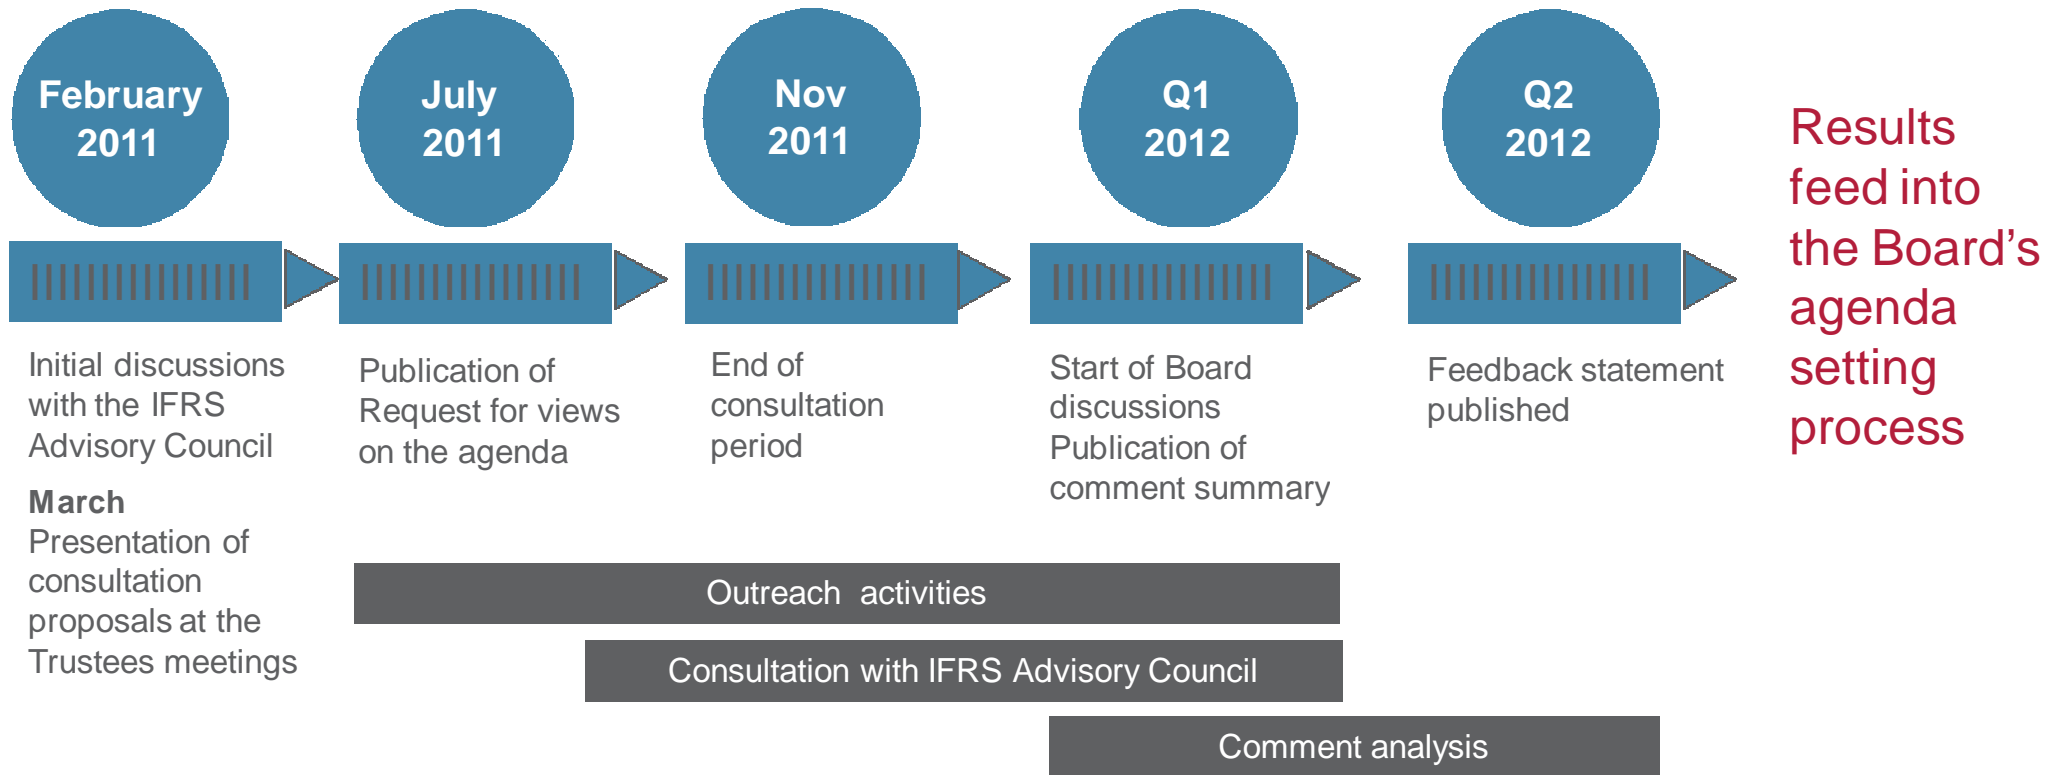 February
2011
July
2011
Nov
2011
Q1
2012
Q2
2012
Results
feed into
the Board's
agenda
setting
process
Initial discussions
with the IFRS
Advisory Council
March
Presentation of
consultation
proposals at the
Trustees meetings
Publication of
Request for views
on the agenda
End of
consultation
period
Start of Board
discussions
Publication of
comment summary
Feedback statement
published
Outreach activities
Consultation with IFRS Advisory Council
Comment analysis